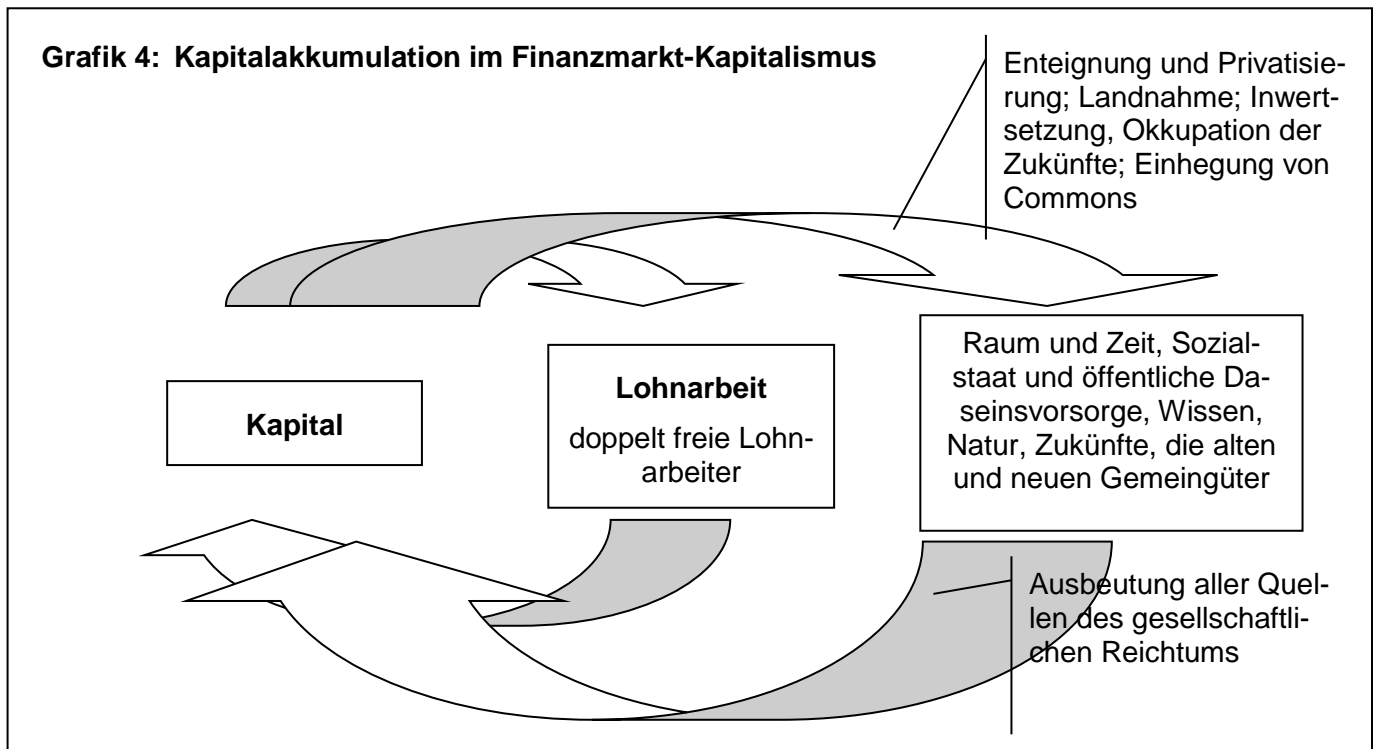 Grafik 4: Kapitalakkumulation im Finanzmarkt-Kapitalismus
Enteignung und Privatisie-
rung; Landnahme; Inwert-
setzung, Okkupation der
Zukünfte; Einhegung von
Commons
Kapital
Lohnarbeit
doppelt freie Lohn-
arbeiter
Raum und Zeit, Sozial-
staat und öffentliche Da-
seinsvorsorge, Wissen,
Natur, Zukünfte, die alten
und neuen Gemeingüter
Ausbeutung aller Quel-
len des gesellschaftli-
chen Reichtums